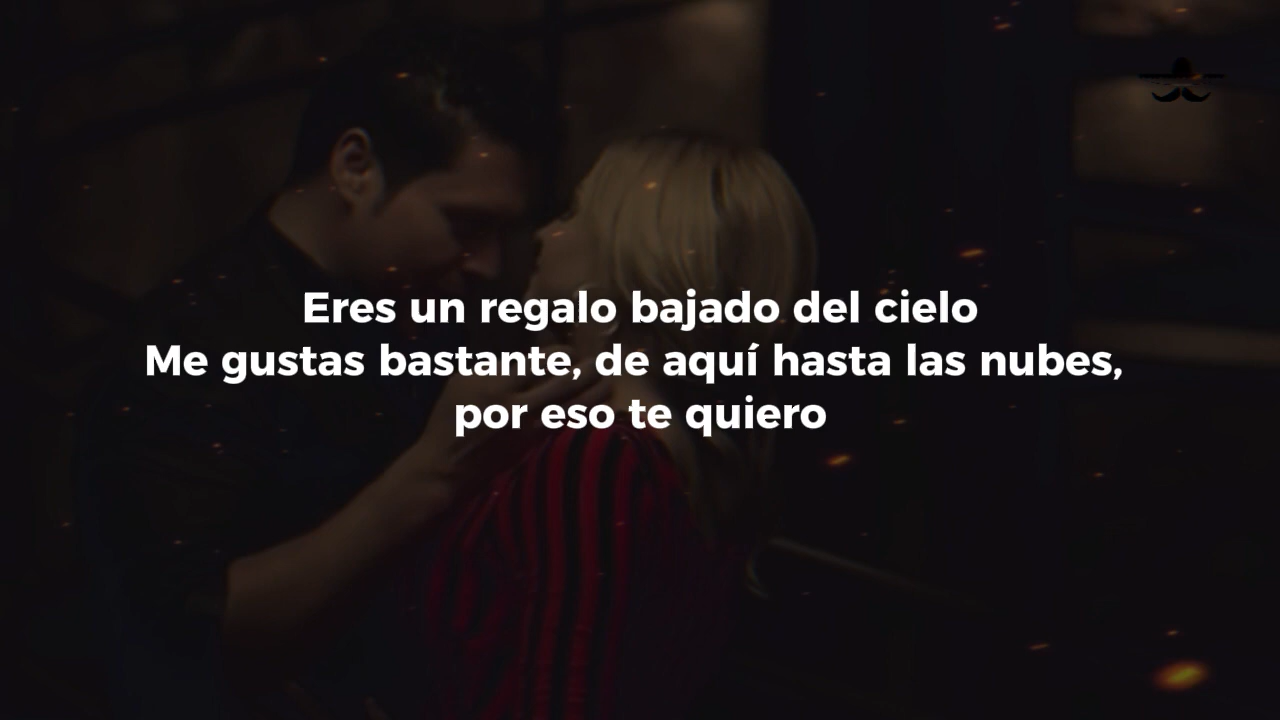 Eres un regalo bajado del cielo
Me gustas bastante, de aquí hasta las nubes,
por eso te quiero